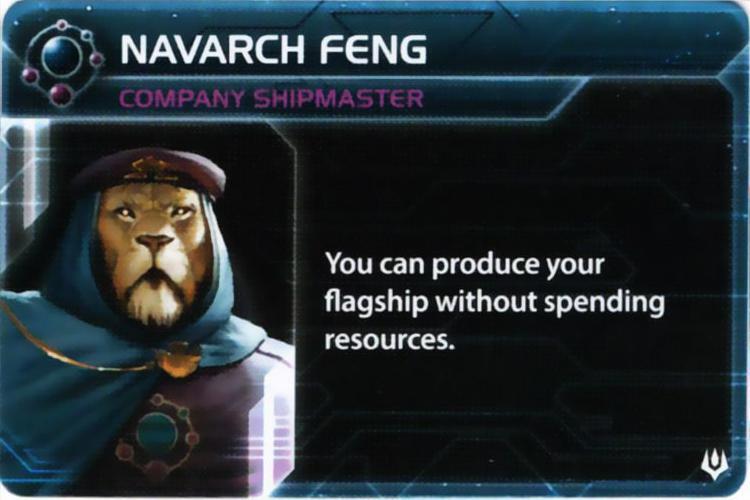 NAVARCH FENG
COMPANY SHIPMASTER
You can produce your
flagship without spending
resources.